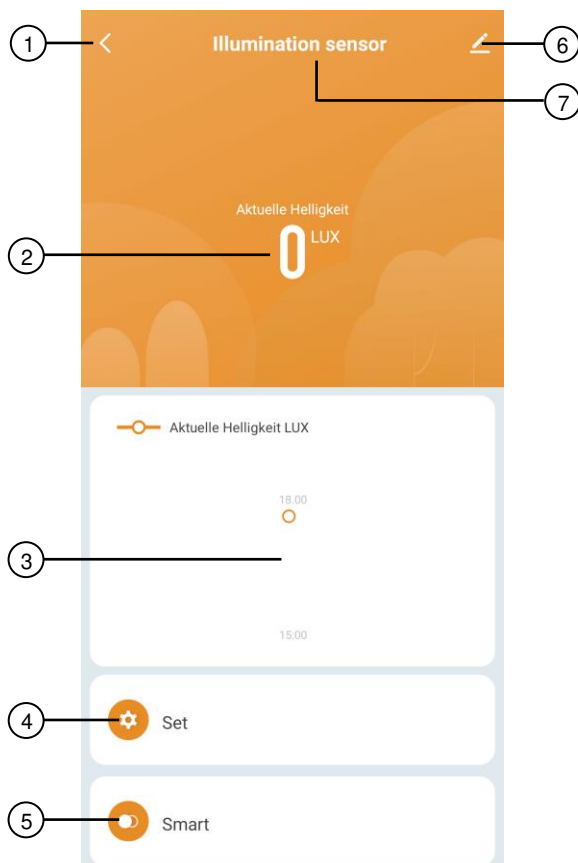 1
Illumination sensor
6
7
Aktuelle Helligkeit
2
0 LUX
Aktuelle Helligkeit LUX
18.00
3
15:00
4
Set
5
Smart